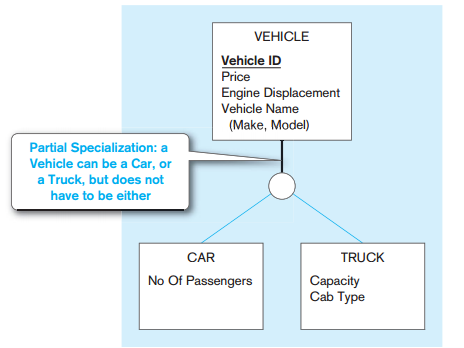 VEHICLE
Vehicle ID
Price
Engine Displacement
Vehicle Name
(Make, Model)
Partial Specialization: a
Vehicle can be a Car, or
a Truck, but does not
have to be either
CAR
No Of Passengers
TRUCK
Capacity
Cab Type